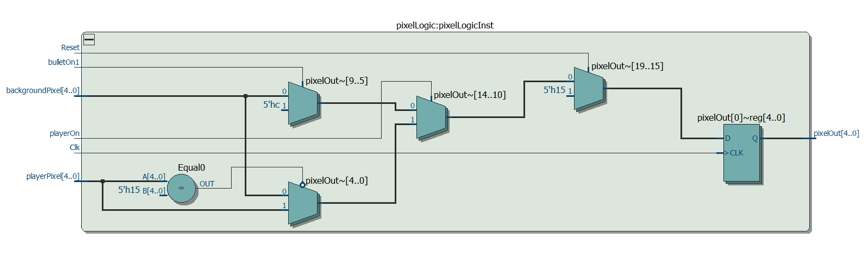 pixelLogic:pixelLogicInst
Reset
bulletOn1
pixelOut~[19..15]
pixelOut~[9..5]
pixelOut~[14..10]
backgroundPixel[4..0]
0
5'hc
1
0
1
0
5'h15
1
pixelOut[0]~reg[4..0]
playerOn
D
Q
pixelOut[4..0]
Clk
CLK
Equal0
playerPixel[4..0]
A[4..0]
5'h15
B[4..0]
=
OUT
pixelOut~[4..0]
0
1